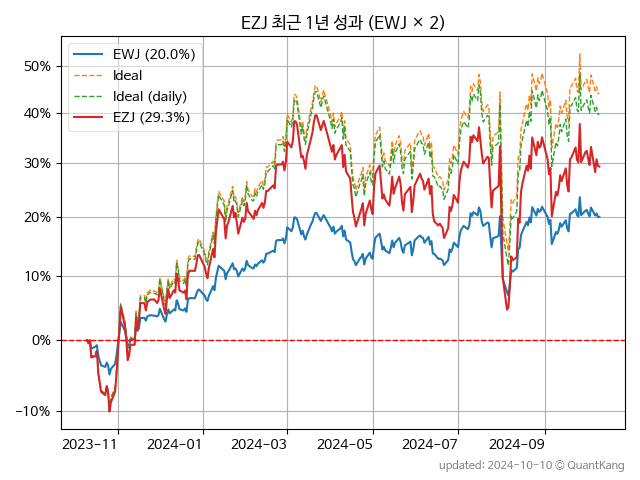 EZJ 최근 1년 성과 (EWJ × 2)
EWJ (20.0%)
Ideal
Ideal (daily)
EZJ (29.3%)
50%
40%
30%
20%
10%
0%
−10%
2023-11 2024-01 2024-03 2024-05 2024-07 2024-09
updated: 2024-10-10 © QuantKang